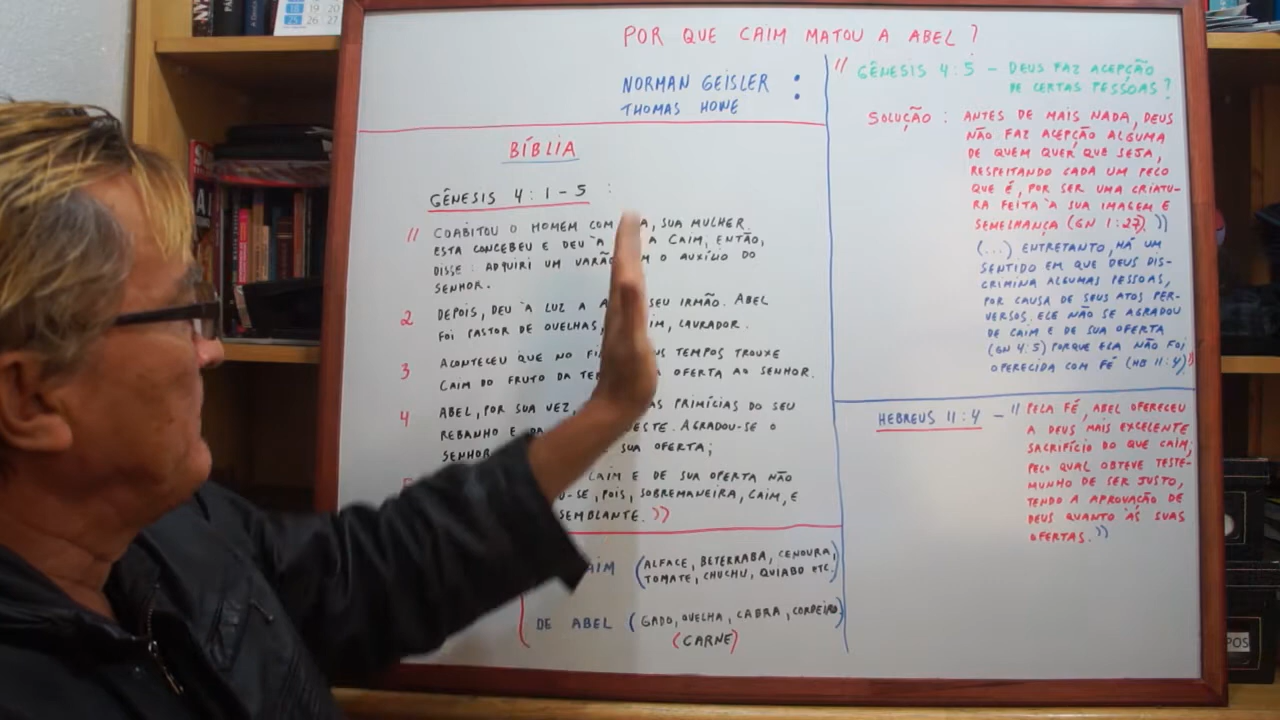 POR QUE CAIM MATOU A ABEL?
NORMAN GEISLER :
THOMAS HOWE
BÍBLIA
GÊNESIS 4:1-5 :
" COABITOU O HOMEM COM , SUA MULHER.
ESTA CONCEBEU E DEU À A CAIM; ENTÃO,
DISSE: ADQUIRI UM VARÃO O AUXÍLIO DO
SENHOR.
2 DEPOIS, DEU À LUZ A SEU IRMÃO. ABEL
FOI PASTOR DE OVELHAS, LAVRADOR.
3 ACONTECEU QUE NO TEMPOS TROUXE
CAIM DO FRUTO DA OFERTA AO SENHOR.
4 ABEL, POR SUA VEZ, PRIMÍCIAS DO SEU
REBANHO E DESTE. AGRADOU-SE O
SENHOR SUA OFERTA;
CAIM E DE SUA OFERTA NÃO
U-SE, POIS, SOBREMANEIRA, CAIM, E
SEMBLANTE. ))
AIM (ALFACE, BETERRABA, CENOURA,
TOMATE, CHUCHU, QUIABO ETC.)
DE ABEL (GADO, OVELHA, CABRA, CORDEIRO)
(CARNE)
" GÊNESIS 4:5 - DEUS FAZ ACEPÇÃO
DE CERTAS PESSOAS?
SOLUÇÃO: ANTES DE MAIS NADA, DEUS
NÃO FAZ ACEPÇÃO ALGUMA
DE QUEM QUER QUE SEJA,
RESPEITANDO CADA UM PELO
QUE É, POR SER UMA CRIATU-
RA FEITA À SUA IMAGEM E
SEMELHANÇA (GN 1:27). ))
(...) ENTRETANTO, HÁ UM
SENTIDO EM QUE DEUS DIS-
CRIMINA ALGUMAS PESSOAS,
POR CAUSA DE SEUS ATOS PER-
VERSOS. ELE NÃO SE AGRADOU
DE CAIM E DE SUA OFERTA
(GN 4:5) PORQUE ELA NÃO FOI
OFERECIDA COM FÉ (HB 11:4)."
HEBREUS 11:4 - " PELA FÉ, ABEL OFERECEU
A DEUS MAIS EXCELENTE
SACRIFÍCIO DO QUE CAIM;
PELO QUAL OBTEVE TESTE-
MUNHO DE SER JUSTO,
TENDO A APROVAÇÃO DE
DEUS QUANTO ÀS SUAS
OFERTAS. ))